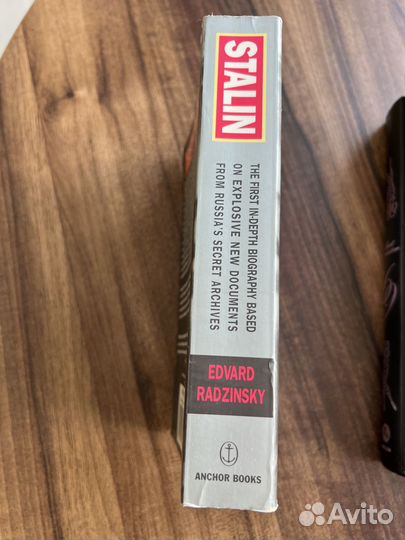 STALIN
THE FIRST IN-DEPTH BIOGRAPHY BASED
ON EXPLOSIVE NEW DOCUMENTS
FROM RUSSIA'S SECRET ARCHIVES
EDVARD
RADZINSKY
ANCHOR BOOKS
Avito